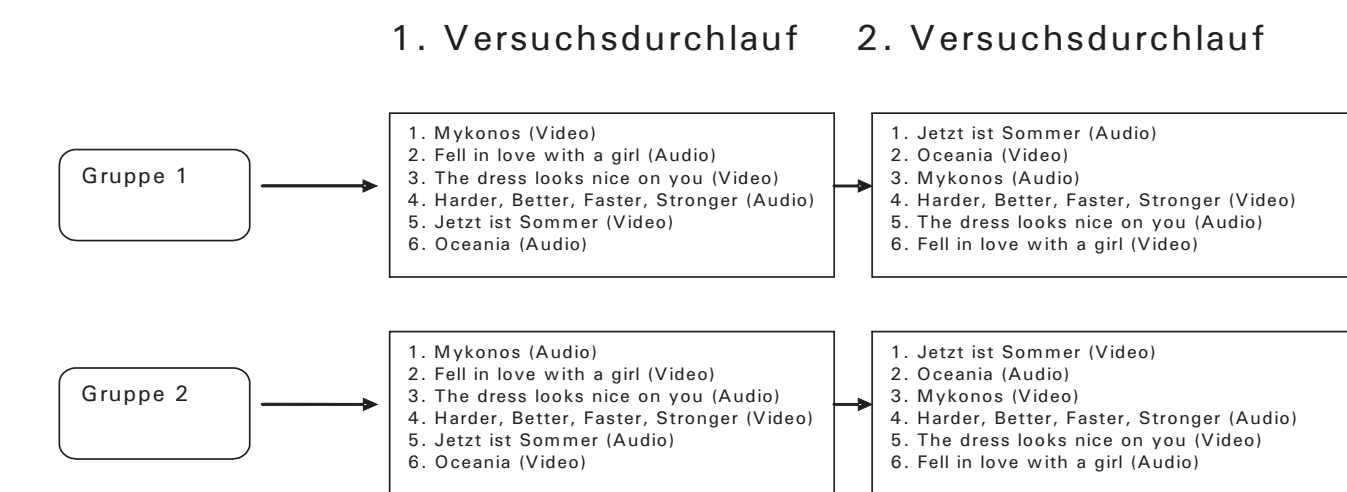 1. Versuchsdurchlauf 2. Versuchsdurchlauf
Gruppe 1
1. Mykonos (Video)
2. Fell in love with a girl (Audio)
3. The dress looks nice on you (Video)
4. Harder, Better, Faster, Stronger (Audio)
5. Jetzt ist Sommer (Video)
6. Oceania (Audio)
1. Jetzt ist Sommer (Audio)
2. Oceania (Video)
3. Mykonos (Audio)
4. Harder, Better, Faster, Stronger (Video)
5. The dress looks nice on you (Audio)
6. Fell in love with a girl (Video)
Gruppe 2
1. Mykonos (Audio)
2. Fell in love with a girl (Video)
3. The dress looks nice on you (Audio)
4. Harder, Better, Faster, Stronger (Video)
5. Jetzt ist Sommer (Audio)
6. Oceania (Video)
1. Jetzt ist Sommer (Video)
2. Oceania (Audio)
3. Mykonos (Video)
4. Harder, Better, Faster, Stronger (Audio)
5. The dress looks nice on you (Video)
6. Fell in love with a girl (Audio)